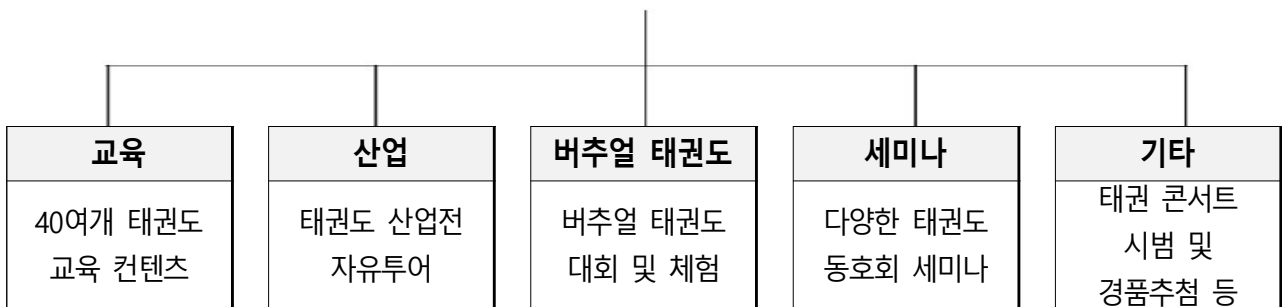 교육
40여개 태권도
교육 컨텐츠
산업
태권도 산업전
자유투어
버추얼 태권도
버추얼 태권도
대회 및 체험
세미나
다양한 태권도
동호회 세미나
기타
태권 콘서트
시범 및
경품추첨 등